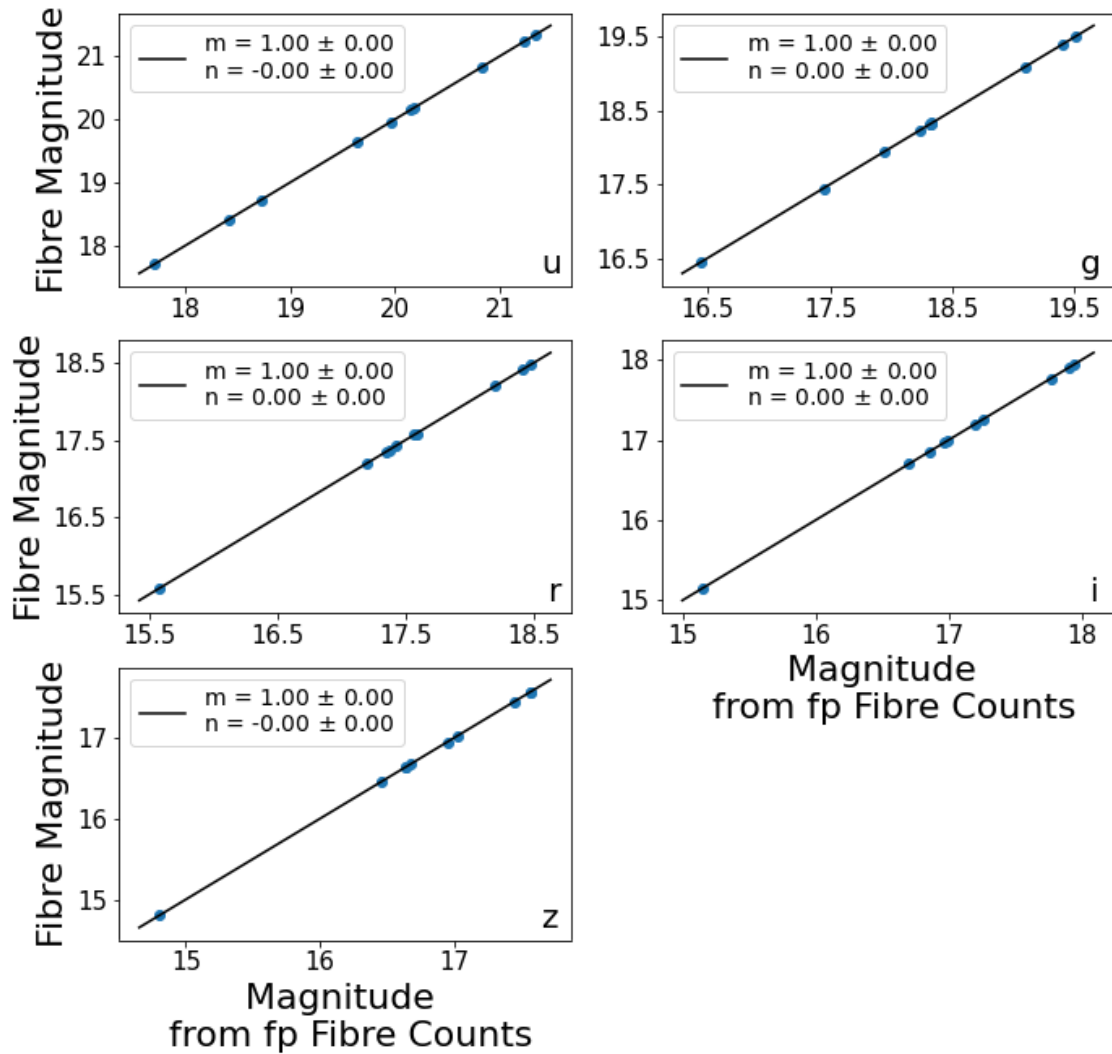 Fibre Magnitude
21
20
19
18
m = 1.00 ± 0.00
n = -0.00 ± 0.00
u
18 19 20 21
19.5
18.5
17.5
16.5
m = 1.00 ± 0.00
n = 0.00 ± 0.00
g
16.5 17.5 18.5 19.5
Fibre Magnitude
18.5
17.5
16.5
15.5
m = 1.00 ± 0.00
n = 0.00 ± 0.00
r
15.5 16.5 17.5 18.5
18
17
16
15
m = 1.00 ± 0.00
n = 0.00 ± 0.00
i
15 16 17 18
Magnitude
from fp Fibre Counts
Fibre Magnitude
17
16
15
m = 1.00 ± 0.00
n = -0.00 ± 0.00
z
15 16 17
Magnitude
from fp Fibre Counts